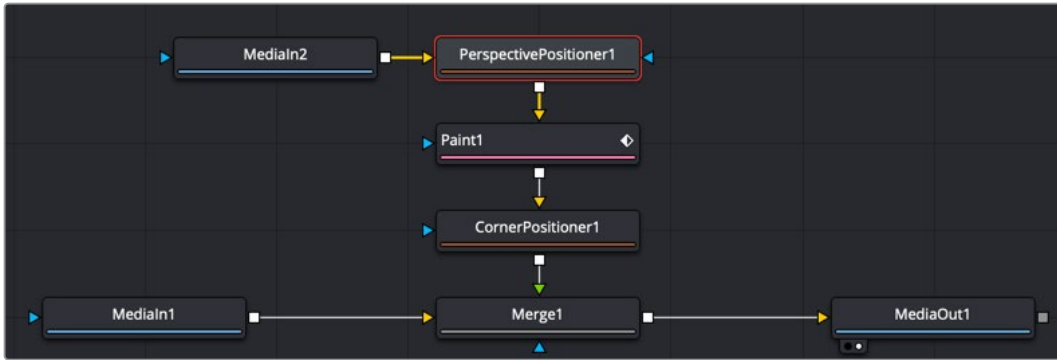 MediaIn2
PerspectivePositioner1
Paint1
CornerPositioner1
MediaIn1
Merge1
MediaOut1